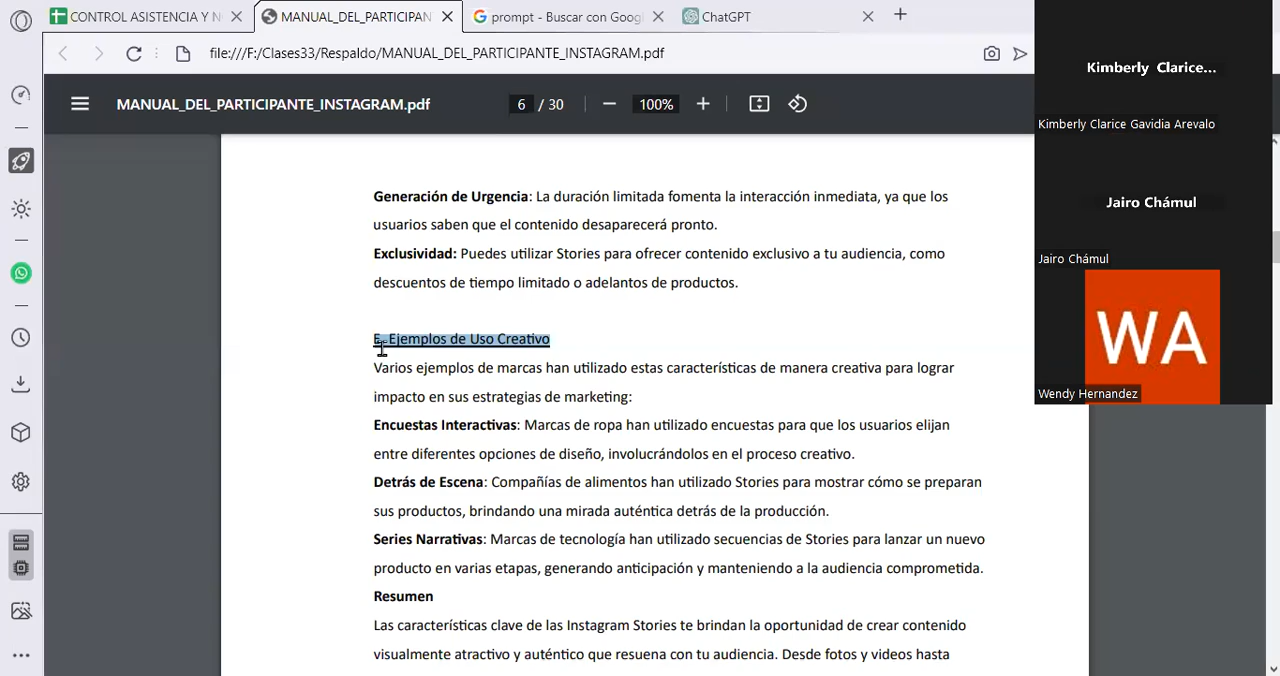 CONTROL ASISTENCIA Y N
MANUAL_DEL_PARTICIPAN
prompt - Buscar con Goog
ChatGPT
file:///F:/Clases33/Respaldo/MANUAL_DEL_PARTICIPANTE_INSTAGRAM.pdf
MANUAL_DEL_PARTICIPANTE_INSTAGRAM.pdf
6 / 30
100%
Generación de Urgencia: La duración limitada fomenta la interacción inmediata, ya que los
usuarios saben que el contenido desaparecerá pronto.
Exclusividad: Puedes utilizar Stories para ofrecer contenido exclusivo a tu audiencia, como
descuentos de tiempo limitado o adelantos de productos.
E. Ejemplos de Uso Creativo
Varios ejemplos de marcas han utilizado estas características de manera creativa para lograr
impacto en sus estrategias de marketing:
Encuestas Interactivas: Marcas de ropa han utilizado encuestas para que los usuarios elijan
entre diferentes opciones de diseño, involucrándolos en el proceso creativo.
Detrás de Escena: Compañías de alimentos han utilizado Stories para mostrar cómo se preparan
sus productos, brindando una mirada auténtica detrás de la producción.
Series Narrativas: Marcas de tecnología han utilizado secuencias de Stories para lanzar un nuevo
producto en varias etapas, generando anticipación y manteniendo a la audiencia comprometida.
Resumen
Las características clave de las Instagram Stories te brindan la oportunidad de crear contenido
visualmente atractivo y auténtico que resuena con tu audiencia. Desde fotos y videos hasta
Kimberly Clarice...
Kimberly Clarice Gavidia Arevalo
Jairo Chámul
Jairo Chámul
WA
Wendy Hernandez